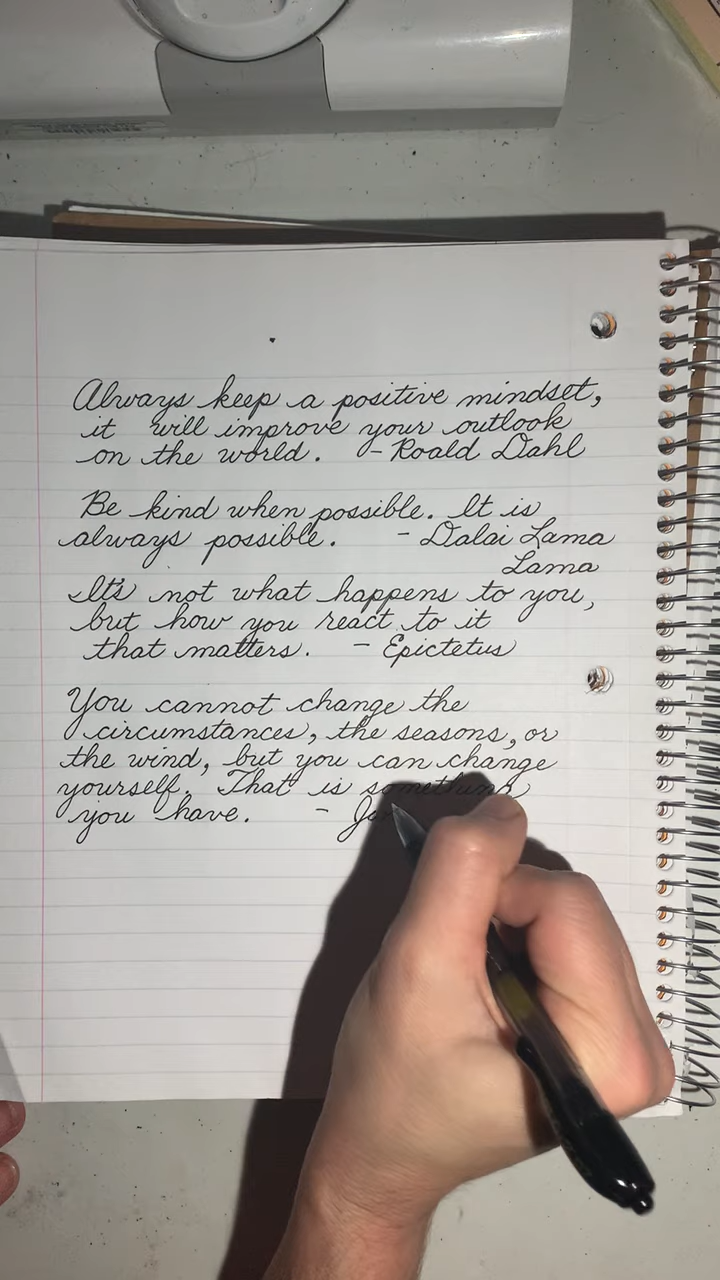 Always keep a positive mindset,
it will improve your outlook
on the world. - Roald Dahl
Be kind when possible. It is
always possible. - Dalai Lama
Lama
It's not what happens to you,
but how you react to it
that matters. - Epictetus
You cannot change the
circumstances, the seasons, or
the wind, but you can change
yourself. That is something
you have. -